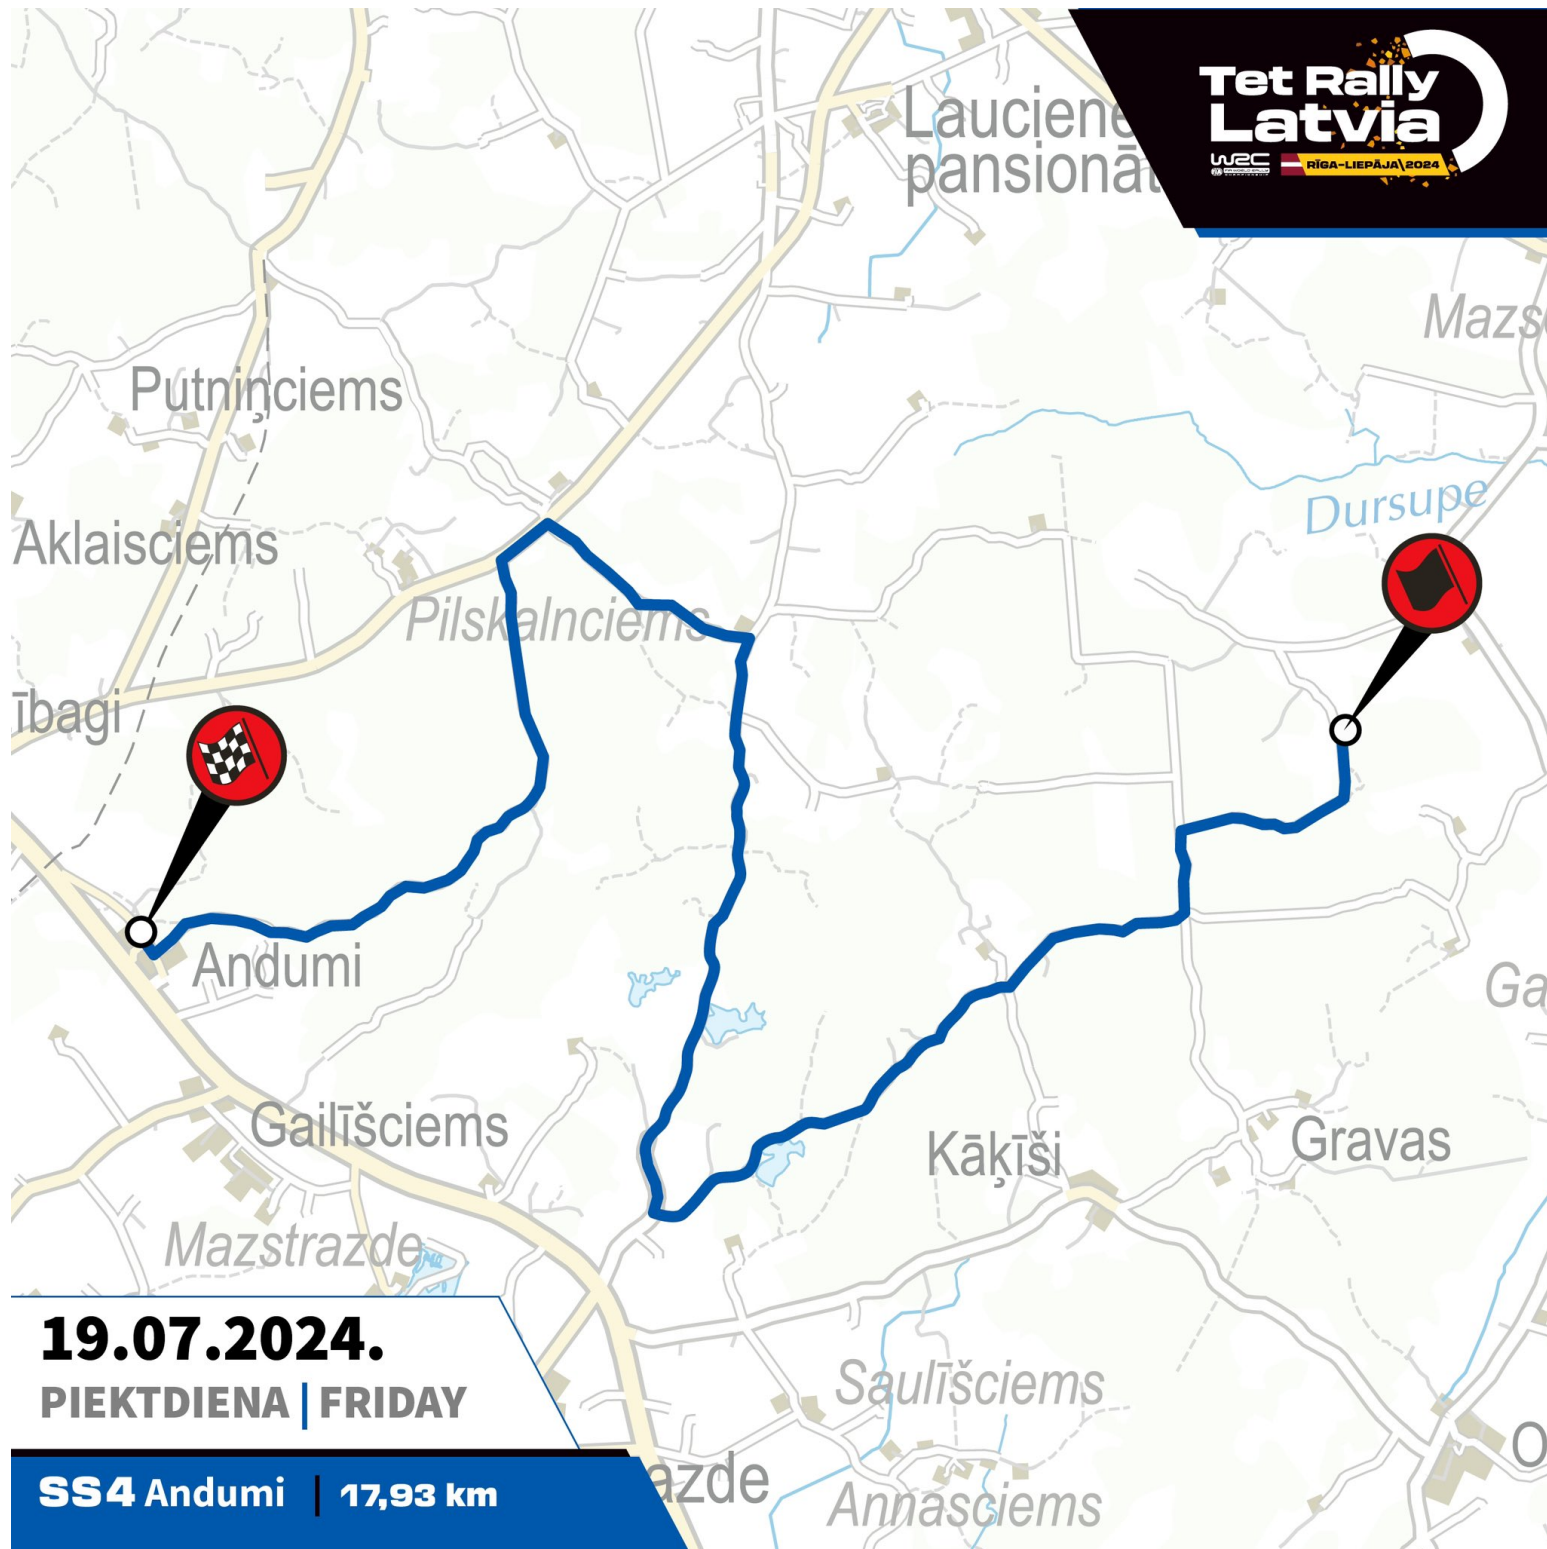 Tet Rally
Latvia
WRC
RĪGA-LIEPĀJA\2024
Lauciene
pansionāt
Mazs
Putniņciems
Dursupe
Aklaisciems
Pilskalnciems
ībagi
Andumi
Ga
Gailīšciems
Kāķīši
Gravas
Mazstrazde
19.07.2024.
PIEKTDIENA | FRIDAY
Saulīšciems
O
SS4 Andumi | 17,93 km
azde
Annasciems